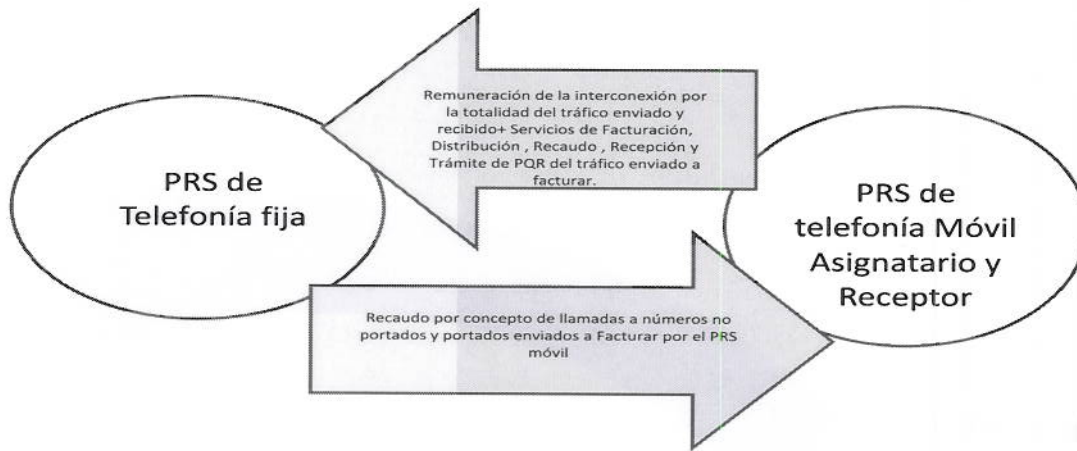 Remuneración de la interconexión por
la totalidad del tráfico enviado y
recibido+ Servicios de Facturación,
Distribución , Recaudo , Recepción y
Trámite de PQR del tráfico enviado a
facturar.
PRS de
Telefonía fija
PRS de
telefonía Móvil
Asignatario y
Receptor
Recaudo por concepto de llamadas a números no
portados y portados enviados a Facturar por el PRS
móvil